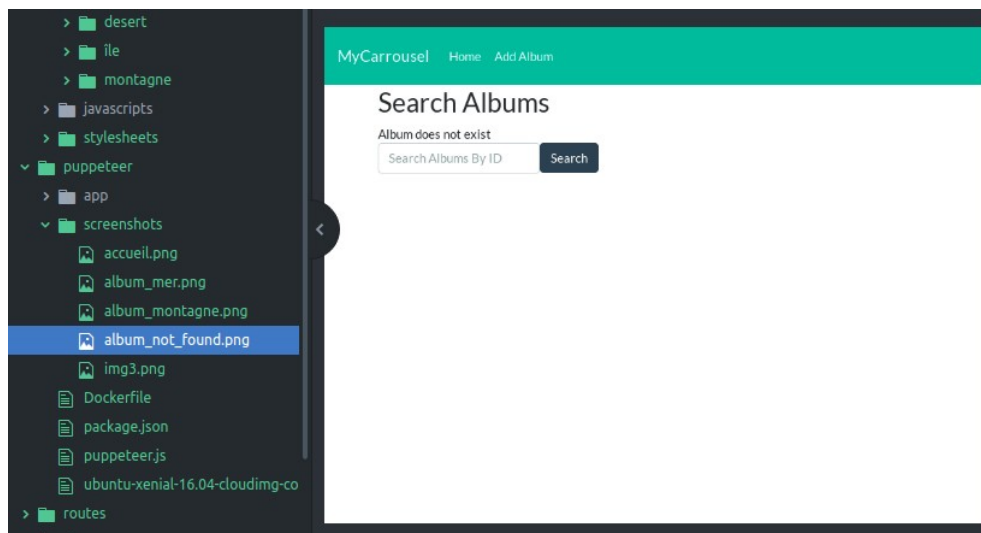 desert
île
montagne
javascripts
stylesheets
puppeteer
app
screenshots
accueil.png
album_mer.png
album_montagne.png
album_not_found.png
img3.png
Dockerfile
package.json
puppeteer.js
ubuntu-xenial-16.04-cloudimg-co
routes
MyCarrousel Home Add Album
Search Albums
Album does not exist
Search Albums By ID Search